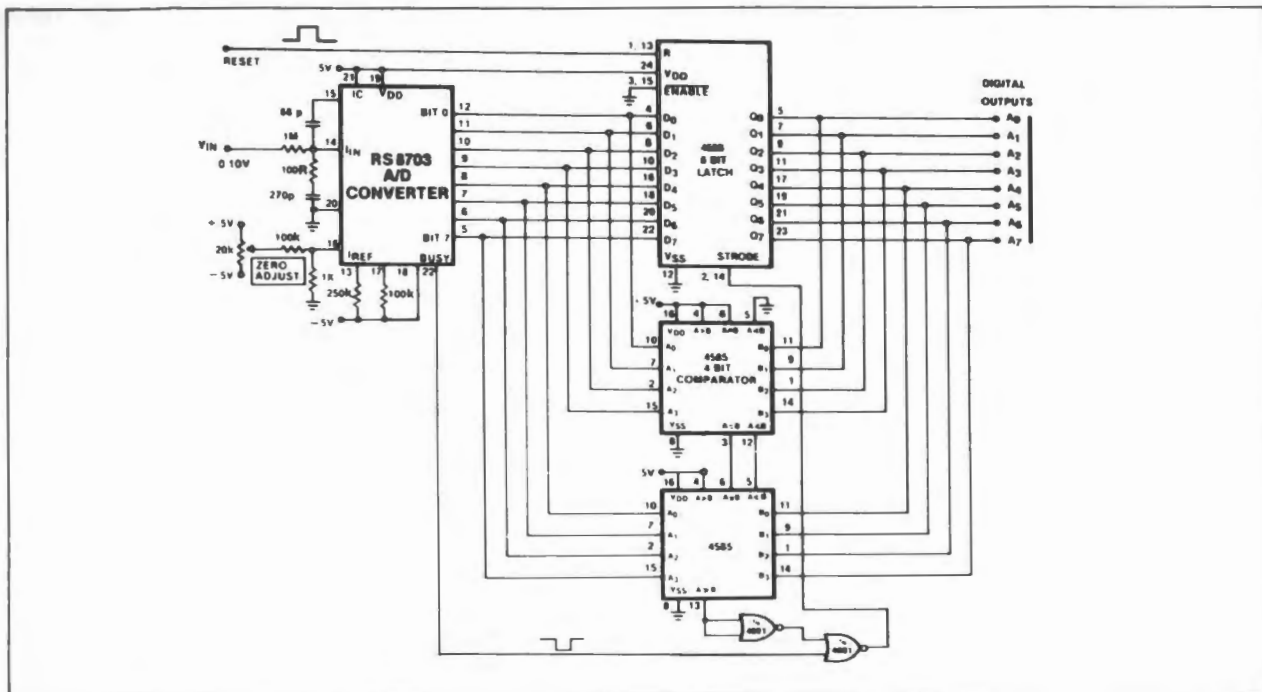 RESET
5V
21
19
IC
VDD
15
68 p
1M
VIN
0.10V
14
IIN
100R
270p
20
+ 5V
20k
- 5V
100k
ZERO ADJUST
1k
16
IREF
13
17
18
22
BUSY
250k
100k
- 5V
RS8703
A/D
CONVERTER
BIT 0
12
11
10
9
8
7
6
5
BIT 7
1, 13
R
24
VDD
3, 15
ENABLE
4
D0
6
D1
8
D2
10
D3
16
D4
18
D5
20
D6
22
D7
VSS
12
STROBE
2, 14
8 BIT
LATCH
Q0
5
Q1
7
Q2
9
Q3
11
Q4
17
Q5
19
Q6
21
Q7
23
DIGITAL
OUTPUTS
A0
A1
A2
A3
A4
A5
A6
A7
5V
16
4
6
5
VDD
A>B
A=B
A<B
10
A0
7
A1
2
A2
15
A3
4585
4 BIT
COMPARATOR
B0
11
B1
9
B2
1
B3
14
VSS
8
3
12
5V
16
4
6
5
VDD
A>B
A=B
A<B
10
A0
7
A1
2
A2
15
A3
4585
B0
11
B1
9
B2
1
B3
14
VSS
A>B
8
13
4001
4001